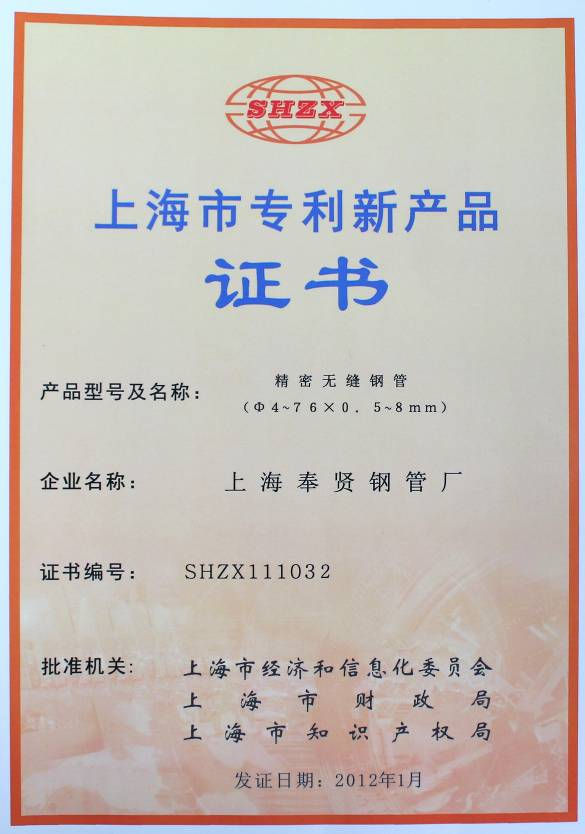 SHZX
上海市专利新产品
证书
产品型号及名称： 精密无缝钢管
（Φ4~76×0.5~8mm）
企业名称： 上海奉贤钢管厂
证书编号： SHZX111032
批准机关: 上海市经济和信息化委员会
上海市财政局
上海市知识产权局
发证日期：2012年1月